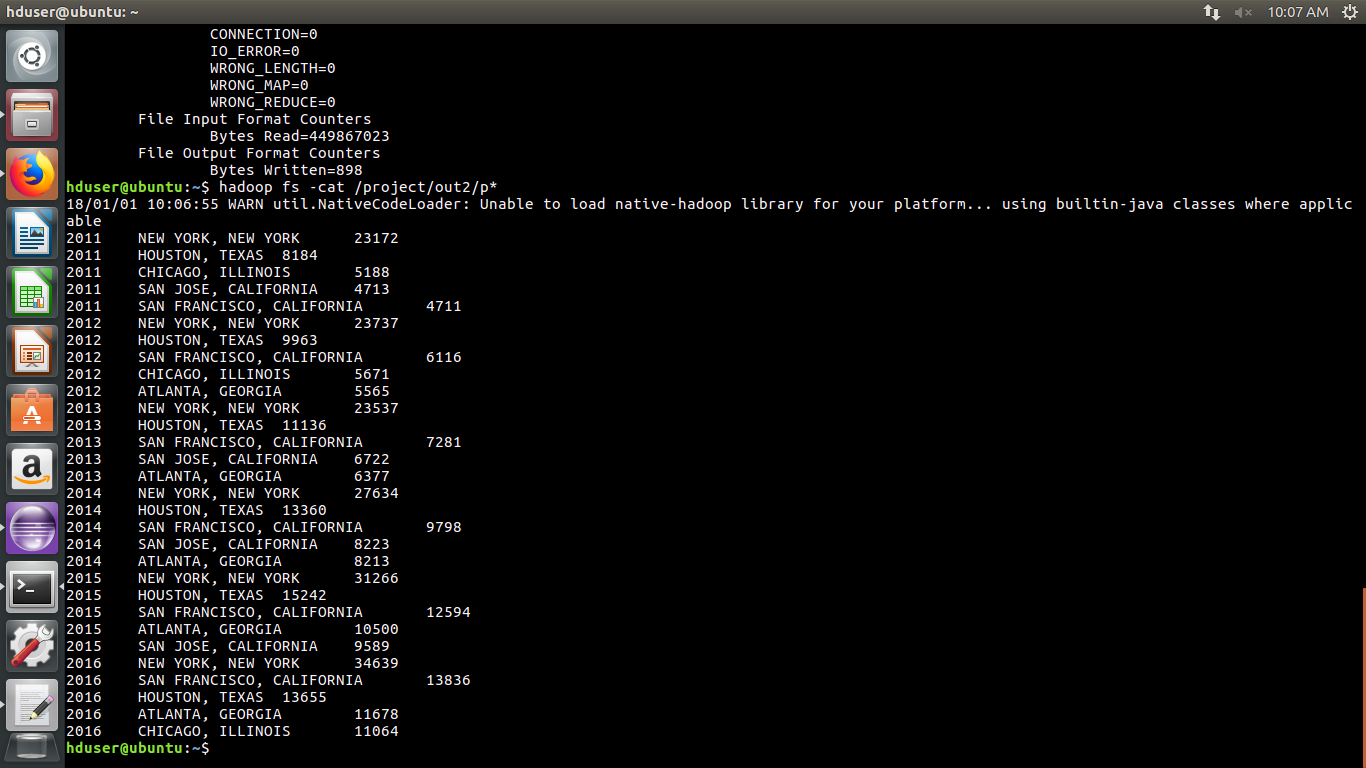 hduser@ubuntu: ~
10:07 AM
CONNECTION=0
IO_ERROR=0
WRONG_LENGTH=0
WRONG_MAP=0
WRONG_REDUCE=0
File Input Format Counters
Bytes Read=449867023
File Output Format Counters
Bytes Written=898
hduser@ubuntu:~$ hadoop fs -cat /project/out2/p*
18/01/01 10:06:55 WARN util.NativeCodeLoader: Unable to load native-hadoop library for your platform... using builtin-java classes where applic
able
2011 NEW YORK, NEW YORK 23172
2011 HOUSTON, TEXAS 8184
2011 CHICAGO, ILLINOIS 5188
2011 SAN JOSE, CALIFORNIA 4713
2011 SAN FRANCISCO, CALIFORNIA 4711
2012 NEW YORK, NEW YORK 23737
2012 HOUSTON, TEXAS 9963
2012 SAN FRANCISCO, CALIFORNIA 6116
2012 CHICAGO, ILLINOIS 5671
2012 ATLANTA, GEORGIA 5565
2013 NEW YORK, NEW YORK 23537
2013 HOUSTON, TEXAS 11136
2013 SAN FRANCISCO, CALIFORNIA 7281
2013 SAN JOSE, CALIFORNIA 6722
2013 ATLANTA, GEORGIA 6377
2014 NEW YORK, NEW YORK 27634
2014 HOUSTON, TEXAS 13360
2014 SAN FRANCISCO, CALIFORNIA 9798
2014 SAN JOSE, CALIFORNIA 8223
2014 ATLANTA, GEORGIA 8213
2015 NEW YORK, NEW YORK 31266
2015 HOUSTON, TEXAS 15242
2015 SAN FRANCISCO, CALIFORNIA 12594
2015 ATLANTA, GEORGIA 10500
2015 SAN JOSE, CALIFORNIA 9589
2016 NEW YORK, NEW YORK 34639
2016 SAN FRANCISCO, CALIFORNIA 13836
2016 HOUSTON, TEXAS 13655
2016 ATLANTA, GEORGIA 11678
2016 CHICAGO, ILLINOIS 11064
hduser@ubuntu:~$